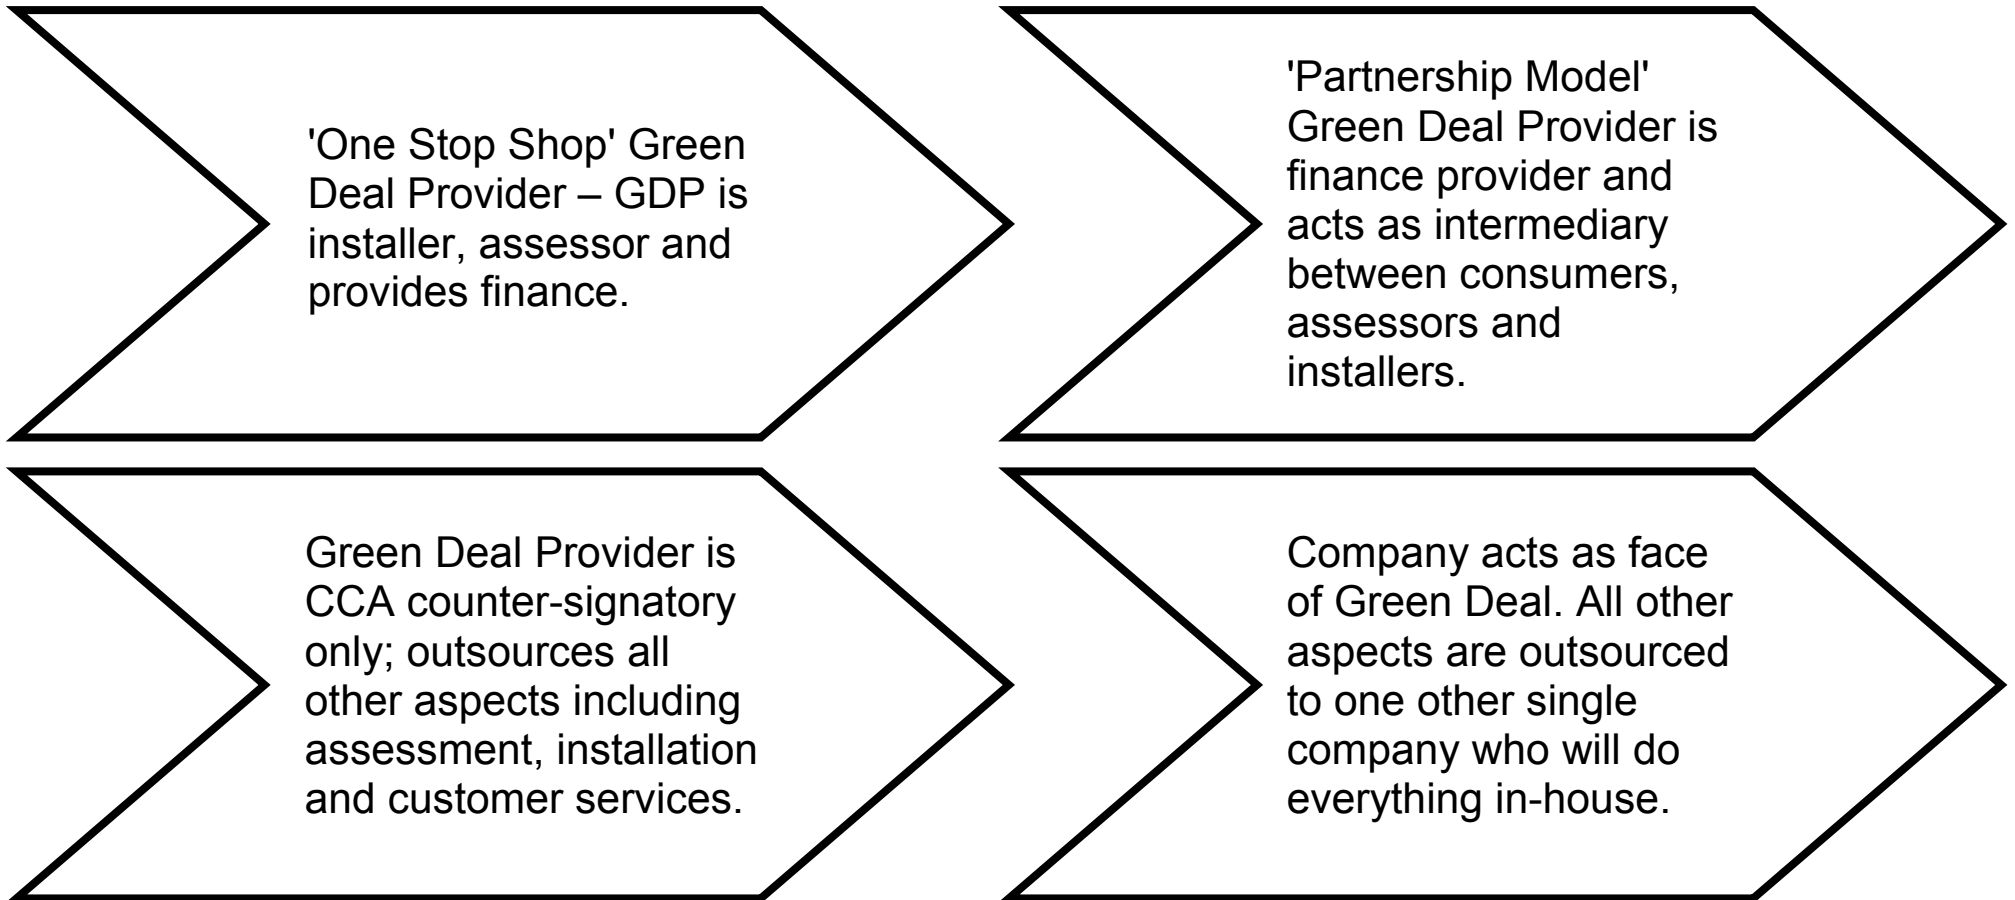 'One Stop Shop' Green
Deal Provider – GDP is
installer, assessor and
provides finance.
'Partnership Model'
Green Deal Provider is
finance provider and
acts as intermediary
between consumers,
assessors and
installers.
Green Deal Provider is
CCA counter-signatory
only; outsources all
other aspects including
assessment, installation
and customer services.
Company acts as face
of Green Deal. All other
aspects are outsourced
to one other single
company who will do
everything in-house.